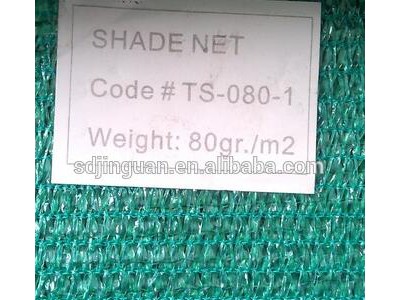 SHADE NET
Code # TS-080-1
Weight: 80gr./m2
sdjinguan.en.alibaba.com